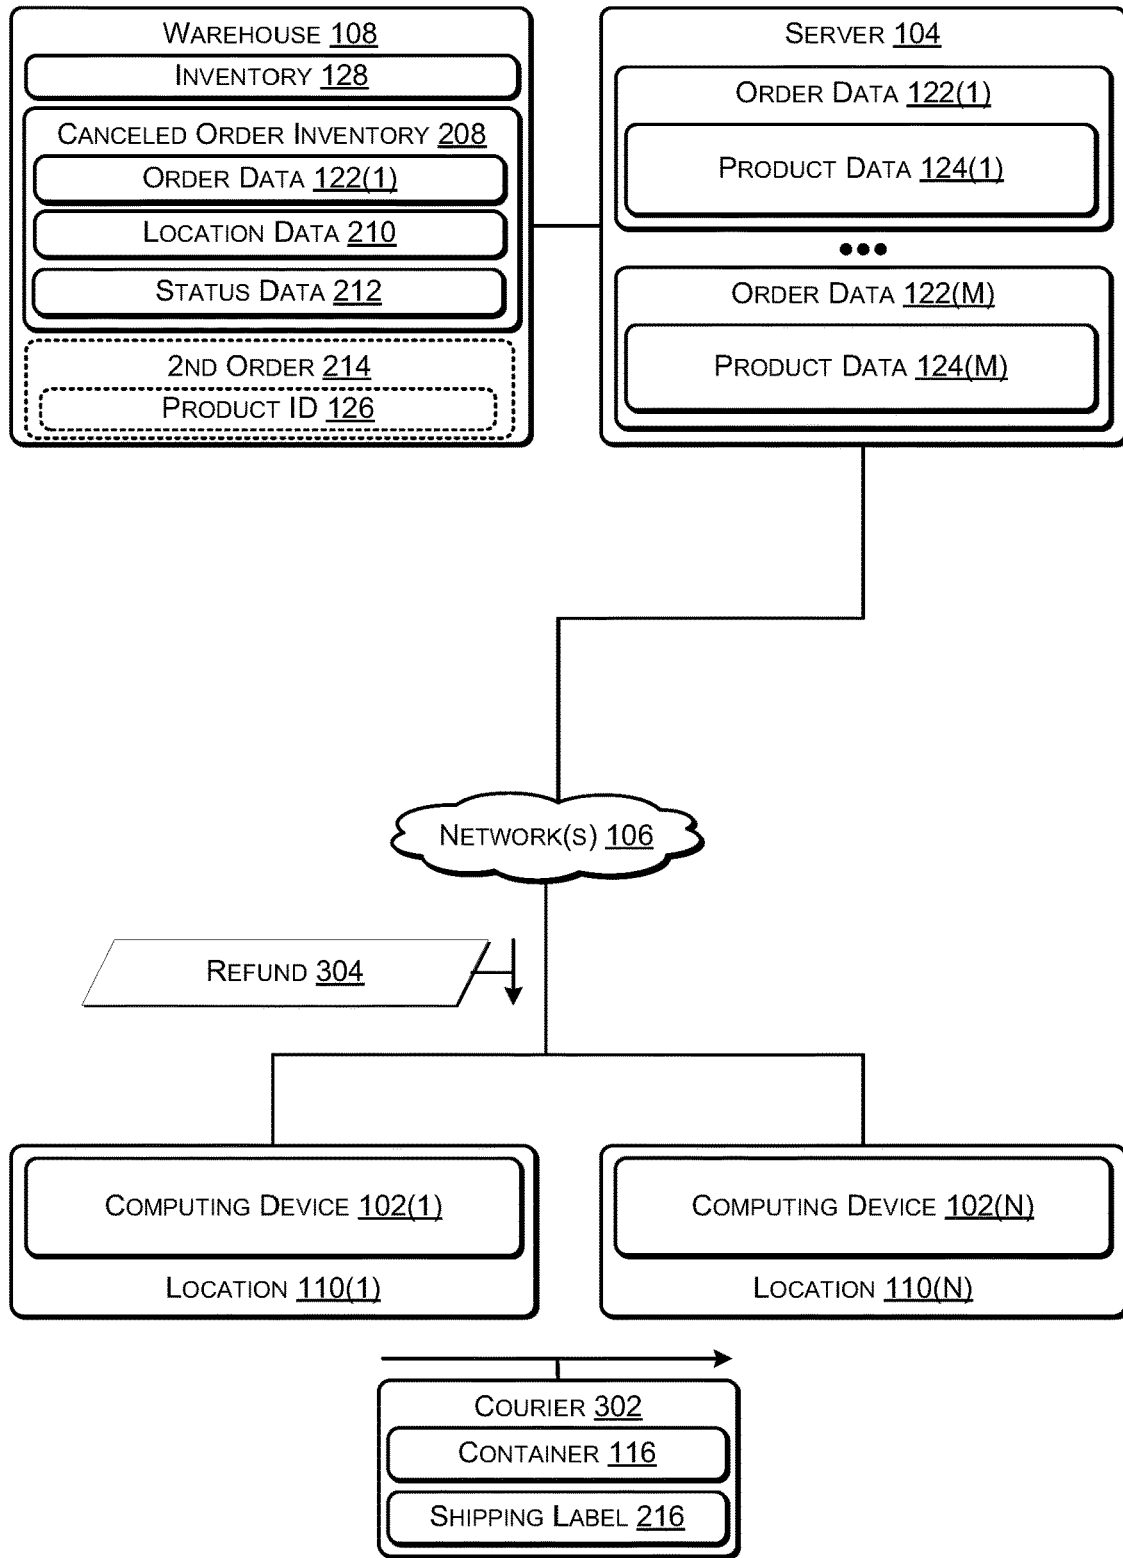 WAREHOUSE 108
INVENTORY 128
CANCELED ORDER INVENTORY 208
ORDER DATA 122(1)
LOCATION DATA 210
STATUS DATA 212
2ND ORDER 214
PRODUCT ID 126
SERVER 104
ORDER DATA 122(1)
PRODUCT DATA 124(1)
•••
ORDER DATA 122(M)
PRODUCT DATA 124(M)
NETWORK(S) 106
REFUND 304
COMPUTING DEVICE 102(1)
LOCATION 110(1)
COMPUTING DEVICE 102(N)
LOCATION 110(N)
COURIER 302
CONTAINER 116
SHIPPING LABEL 216